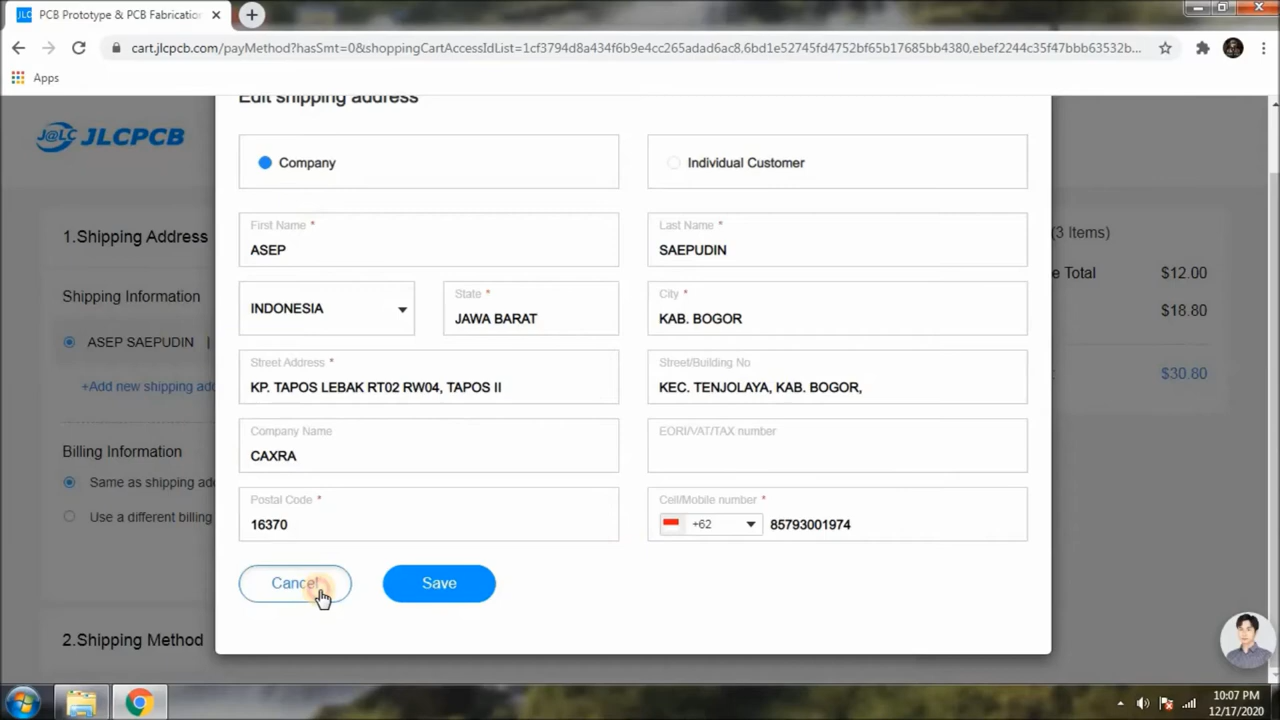 JLC PCB Prototype & PCB Fabrication
cart.jlcpcb.com/payMethod?hasSmt=0&shoppingCartAccessIdList=1cf3794d8a434f6b9e4cc265adad6ac8,6bd1e52745fd4752bf65b17685bb4380,ebef2244c35f47bbb63532b...
Apps
Edit shipping address
J@LC JLCPCB
Company
Individual Customer
1.Shipping Address
(3 Items)
First Name *
ASEP
Last Name *
SAEPUDIN
e Total $12.00
Shipping Information
INDONESIA
State *
JAWA BARAT
City *
KAB. BOGOR
$18.80
ASEP SAEPUDIN |
Street Address *
KP. TAPOS LEBAK RT02 RW04, TAPOS II
Street/Building No
KEC. TENJOLAYA, KAB. BOGOR,
: $30.80
+Add new shipping ad
Company Name
CAXRA
EORI/VAT/TAX number
Billing Information
Same as shipping ad
Use a different billing
Postal Code *
16370
Cell/Mobile number *
+62 85793001974
Cancel
Save
2.Shipping Method
10:07 PM
12/17/2020